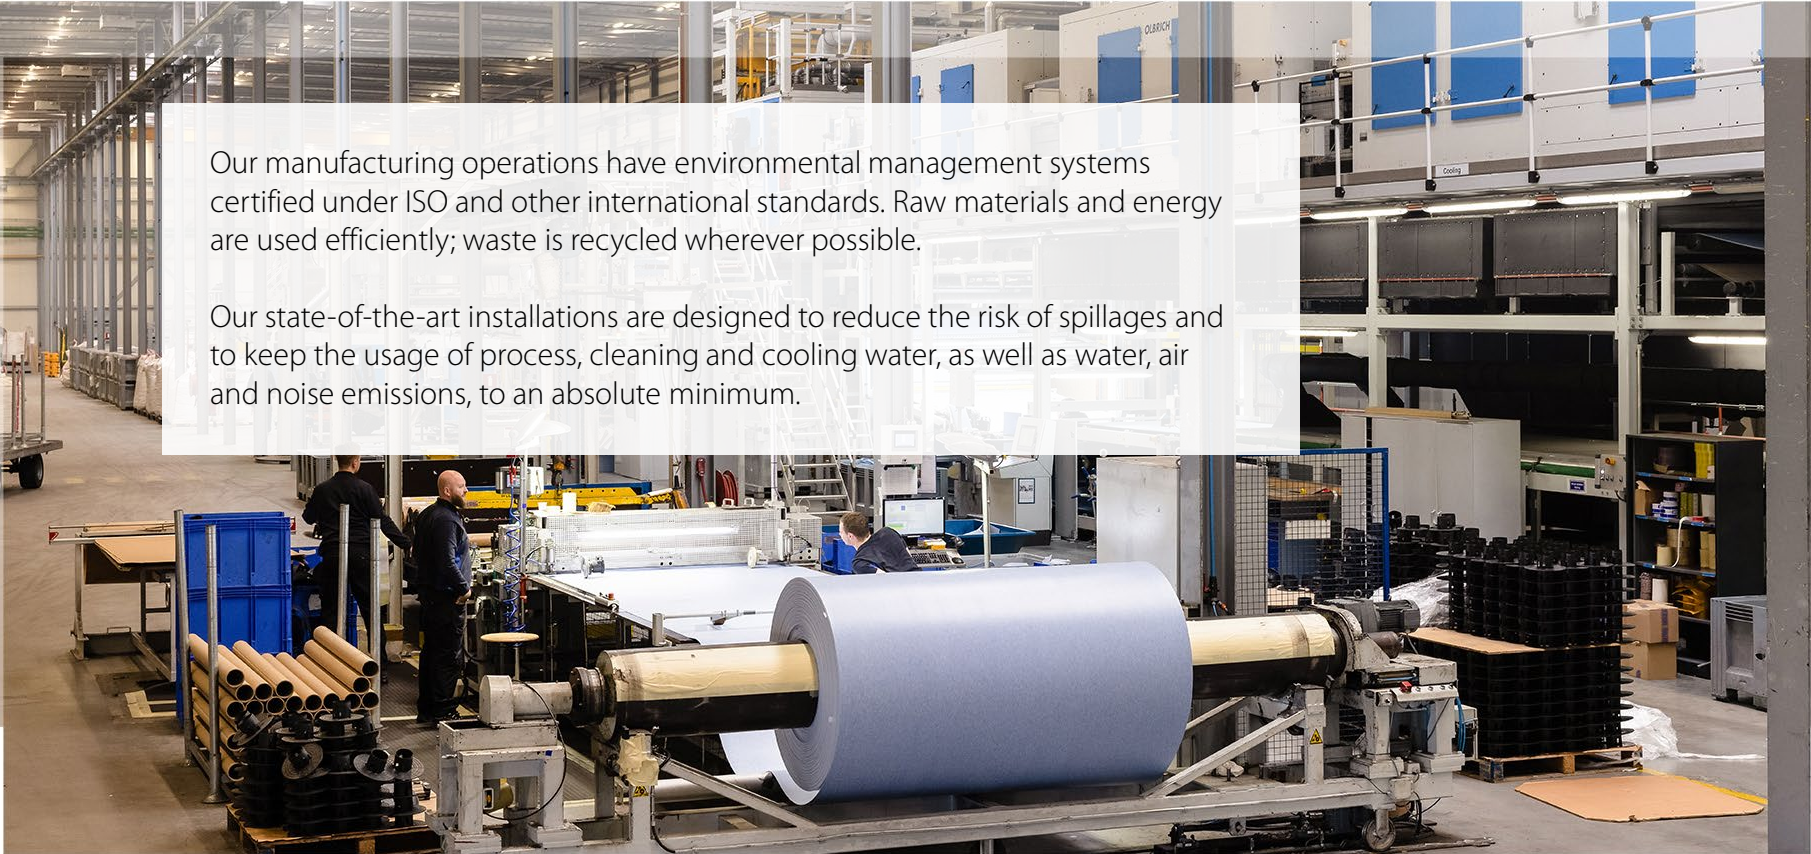 Our manufacturing operations have environmental management systems
certified under ISO and other international standards. Raw materials and energy
are used efficiently; waste is recycled wherever possible.
Our state-of-the-art installations are designed to reduce the risk of spillages and
to keep the usage of process, cleaning and cooling water, as well as water, air
and noise emissions, to an absolute minimum.
OLBRICH
Cooling